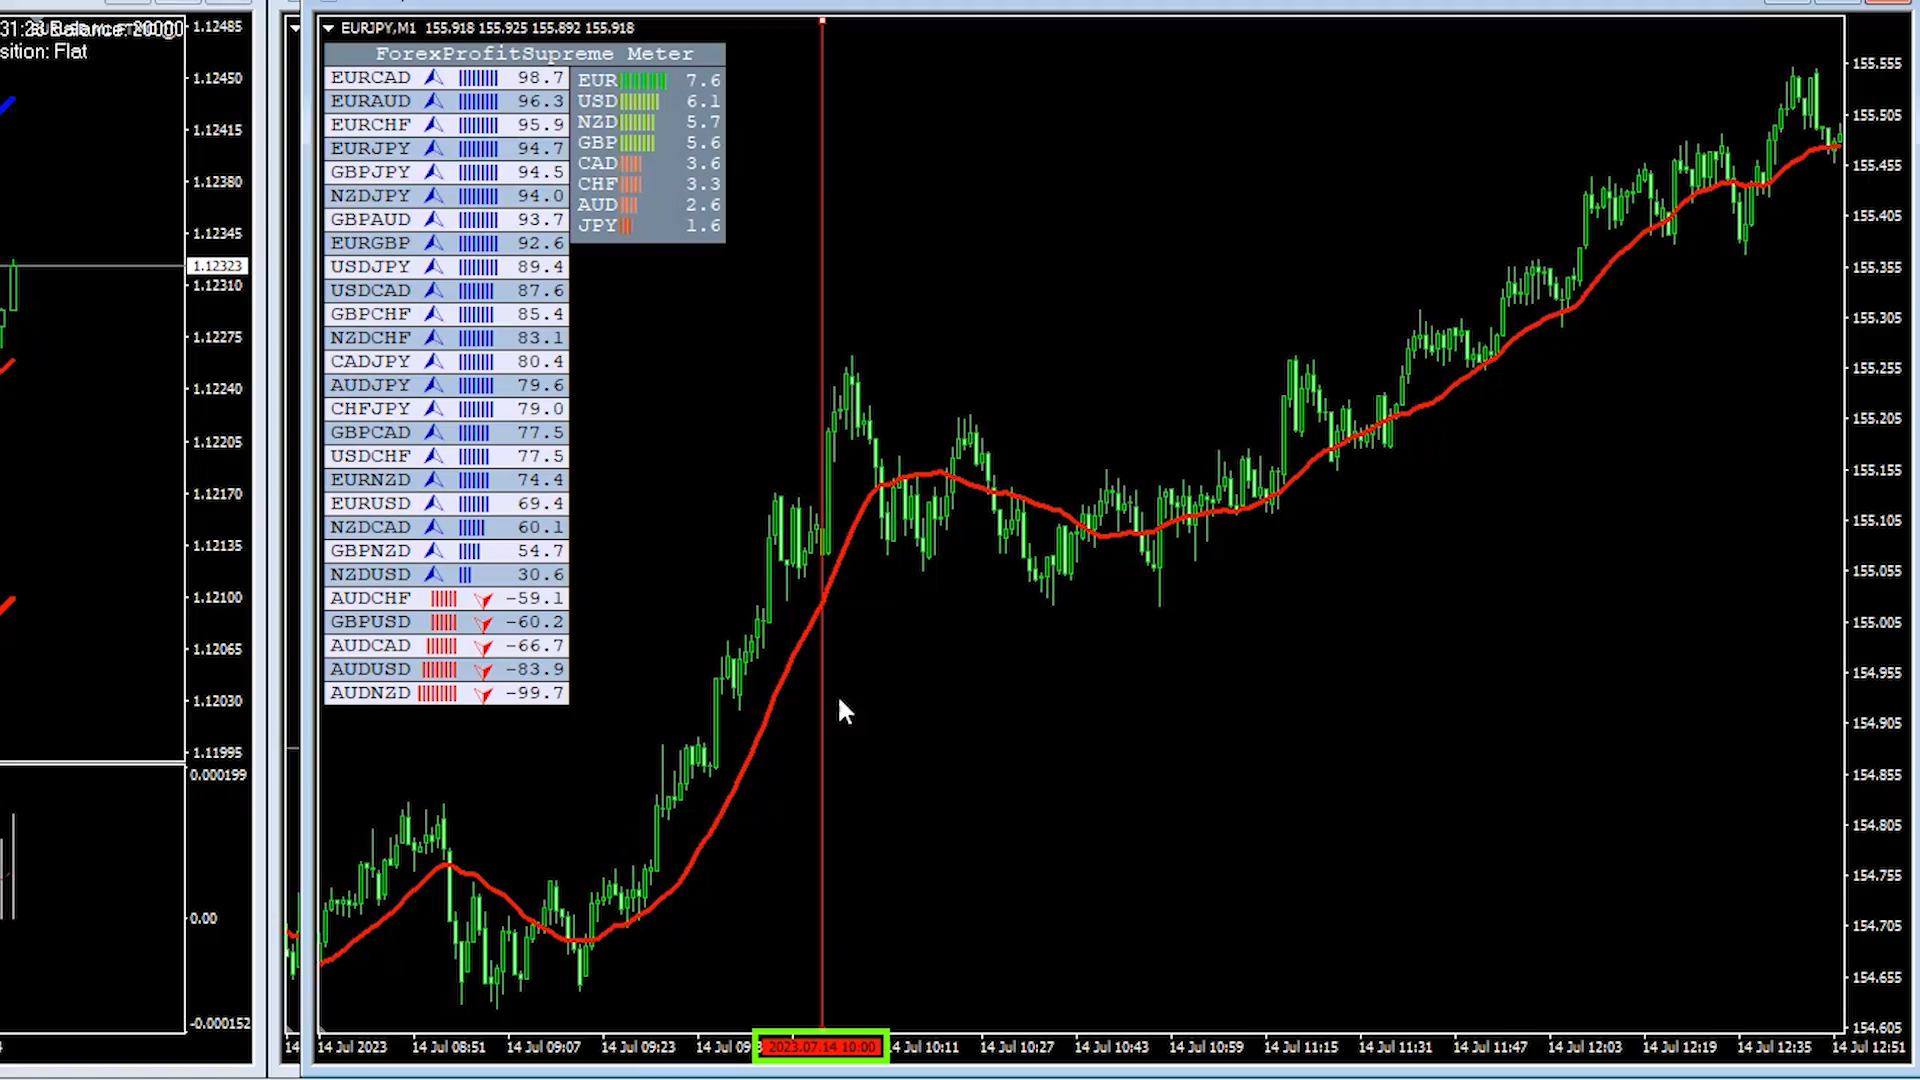 Balance: 20000
sition: Flat
1.12485
1.12450
1.12415
1.12380
1.12345
1.12323
1.12310
1.12275
1.12240
1.12205
1.12170
1.12135
1.12100
1.12065
1.12030
1.11995
0.000199
0.00
-0.000152
EURJPY,M1 155.918 155.925 155.892 155.918
ForexProfitSupreme Meter
EURCAD 98.7
EURAUD 96.3
EURCHF 95.9
EURJPY 94.7
GBPJPY 94.5
NZDJPY 94.0
GBPAUD 93.7
EURGBP 92.6
USDJPY 89.4
USDCAD 87.6
GBPCHF 85.4
NZDCHF 83.1
CADJPY 80.4
AUDJPY 79.6
CHFJPY 79.0
GBPCAD 77.5
USDCHF 77.5
EURNZD 74.4
EURUSD 69.4
NZDCAD 60.1
GBPNZD 54.7
NZDUSD 30.6
AUDCHF -59.1
GBPUSD -60.2
AUDCAD -66.7
AUDUSD -83.9
AUDNZD -99.7
EUR 7.6
USD 6.1
NZD 5.7
GBP 5.6
CAD 3.6
CHF 3.3
AUD 2.6
JPY 1.6
155.555
155.505
155.455
155.405
155.355
155.305
155.255
155.205
155.155
155.105
155.055
155.005
154.955
154.905
154.855
154.805
154.755
154.705
154.655
154.605
14 14 Jul 2023 14 Jul 08:51 14 Jul 09:07 14 Jul 09:23 14 Jul 09:3 2023.07.14 10:00 14 Jul 10:11 14 Jul 10:27 14 Jul 10:43 14 Jul 10:59 14 Jul 11:15 14 Jul 11:31 14 Jul 11:47 14 Jul 12:03 14 Jul 12:19 14 Jul 12:35 14 Jul 12:51